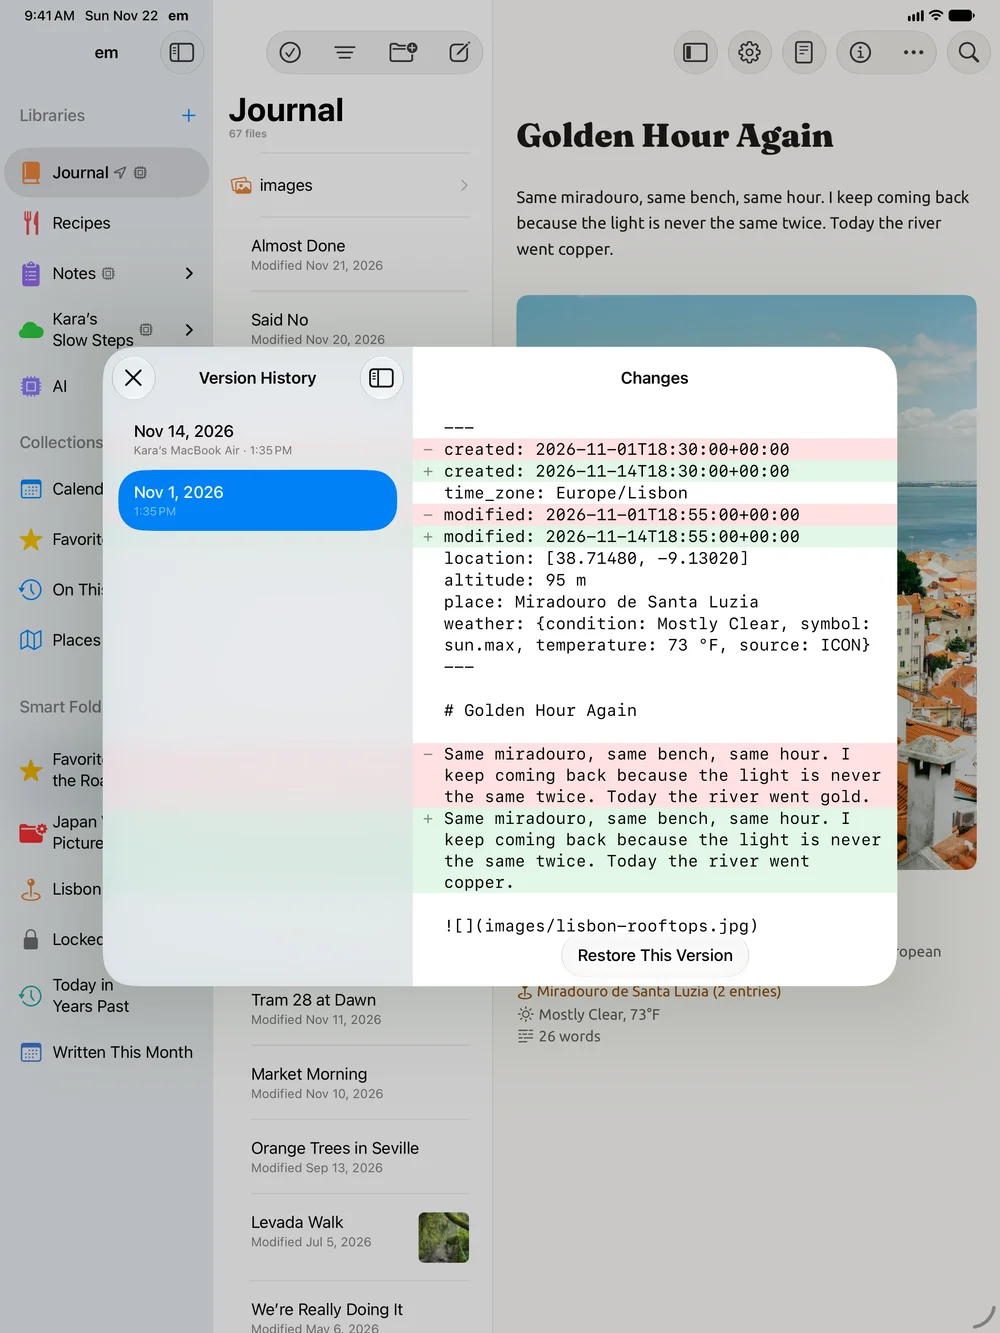 9:41 AM Sun Nov 22 em
em
Libraries
Journal
Recipes
Notes
Kara's
Slow Steps
AI
Collections
Calend
Favorit
On This
Places
Smart Fold
Favorit
the Roa
Japan
Picture
Lisbon
Locked
Today in
Years Past
Written This Month
Journal
67 files
images
Almost Done
Modified Nov 21, 2026
Said No
Modified Nov 20, 2026
Tram 28 at Dawn
Modified Nov 11, 2026
Market Morning
Modified Nov 10, 2026
Orange Trees in Seville
Modified Sep 13, 2026
Levada Walk
Modified Jul 5, 2026
We're Really Doing It
Modified May 6, 2026
Golden Hour Again
Same miradouro, same bench, same hour. I keep coming back
because the light is never the same twice. Today the river
went copper.
ropean
Miradouro de Santa Luzia (2 entries)
Mostly Clear, 73°F
26 words
Version History
Nov 14, 2026
Kara's MacBook Air · 1:35 PM
Nov 1, 2026
1:35 PM
Changes
---
- created: 2026-11-01T18:30:00+00:00
+ created: 2026-11-14T18:30:00+00:00
time_zone: Europe/Lisbon
- modified: 2026-11-01T18:55:00+00:00
+ modified: 2026-11-14T18:55:00+00:00
location: [38.71480, -9.13020]
altitude: 95 m
place: Miradouro de Santa Luzia
weather: {condition: Mostly Clear, symbol:
sun.max, temperature: 73 °F, source: ICON}
---
# Golden Hour Again
- Same miradouro, same bench, same hour. I
keep coming back because the light is never
the same twice. Today the river went gold.
+ Same miradouro, same bench, same hour. I
keep coming back because the light is never
the same twice. Today the river went
copper.
![](images/lisbon-rooftops.jpg)
Restore This Version